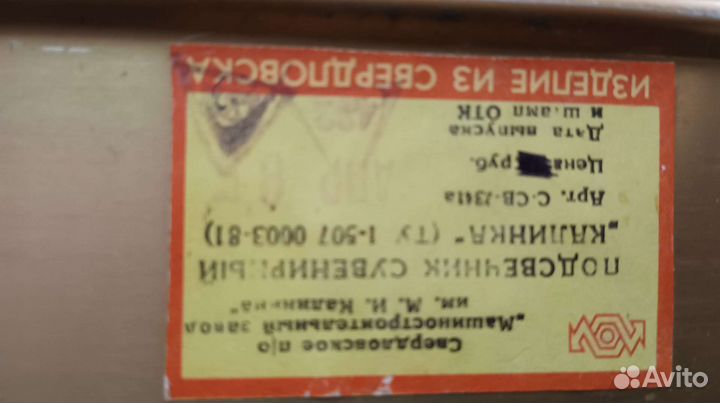 Свердловское п/о
„Машиностроительный завод
им. М. И. Калинина"
ПОДСВЕЧНИК СУВЕНИРНЫЙ
„КАЛИНКА" (ТУ 1-507 0003-81)
Арт. С-СВ-1341а
Цена руб.
Дата выпуска
и штамп ОТК
ИЗДЕЛИЕ ИЗ СВЕРДЛОВСКА
Avito